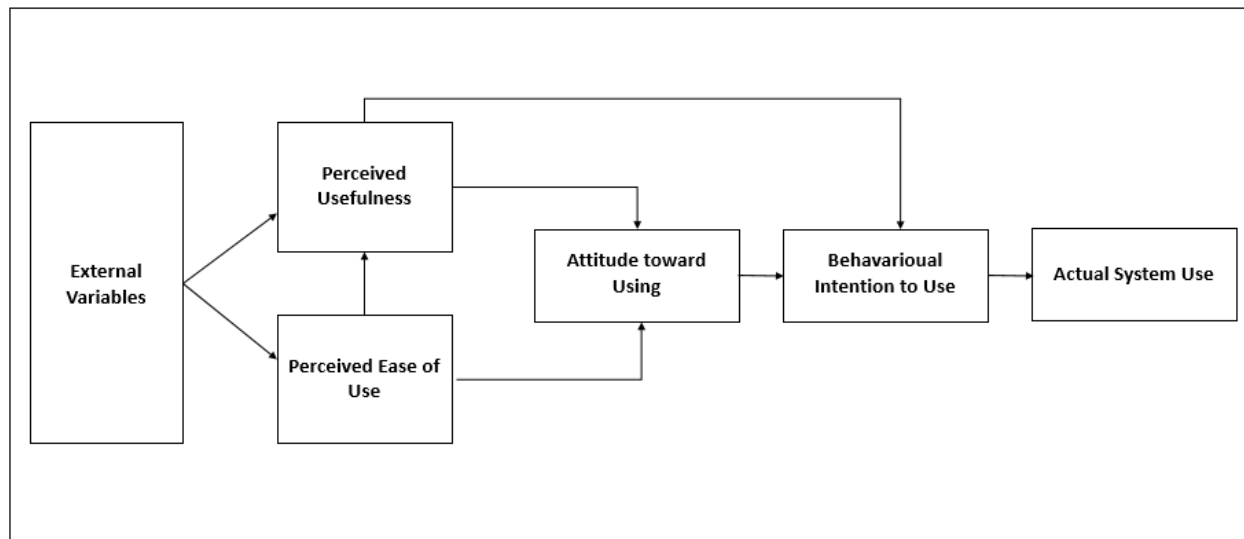 External
Variables
Perceived
Usefulness
Perceived Ease of
Use
Attitude toward
Using
Behavarioual
Intention to Use
Actual System Use